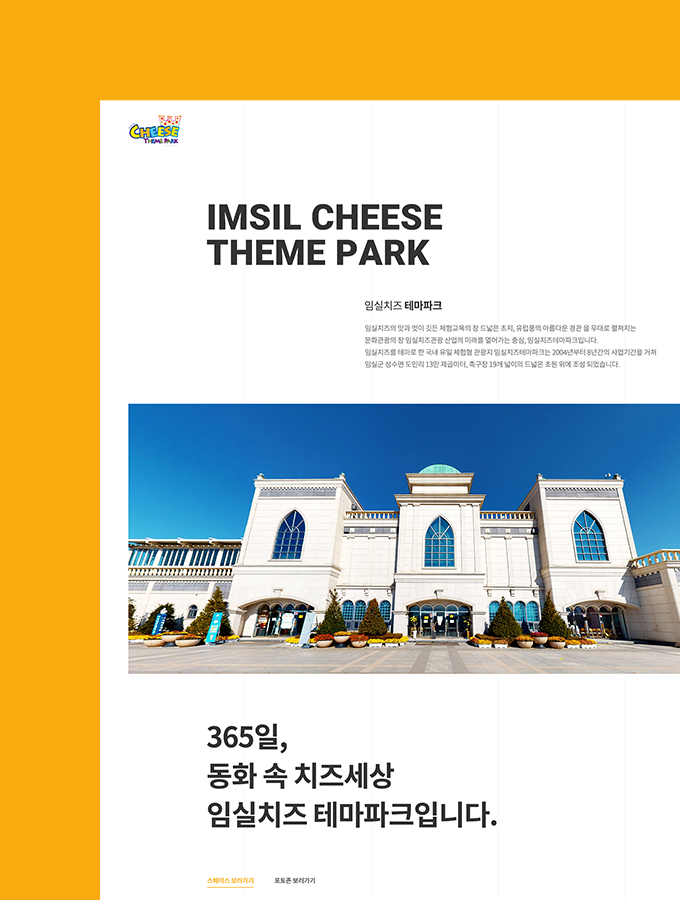 CHEESE
THEME PARK
IMSIL CHEESE
THEME PARK
임실치즈 테마파크
임실치즈의 맛과 멋이 깃든 체험교육의 장 드넓은 초지, 유럽풍의 아름다운 경관 을 무대로 펼쳐지는
문화관광의 장 임실치즈관광 산업의 미래를 열어가는 중심, 임실치즈테마파크입니다.
임실치즈를 테마로 한 국내 유일 체험형 관광지 임실치즈테마파크는 2004년부터 8년간의 사업기간을 거쳐
임실군 성수면 도인리 13만 제곱미터, 축구장 19개 넓이의 드넓은 초원 위에 조성 되었습니다.
365일,
동화 속 치즈세상
임실치즈 테마파크입니다.
스페이스 보러가기 포토존 보러가기